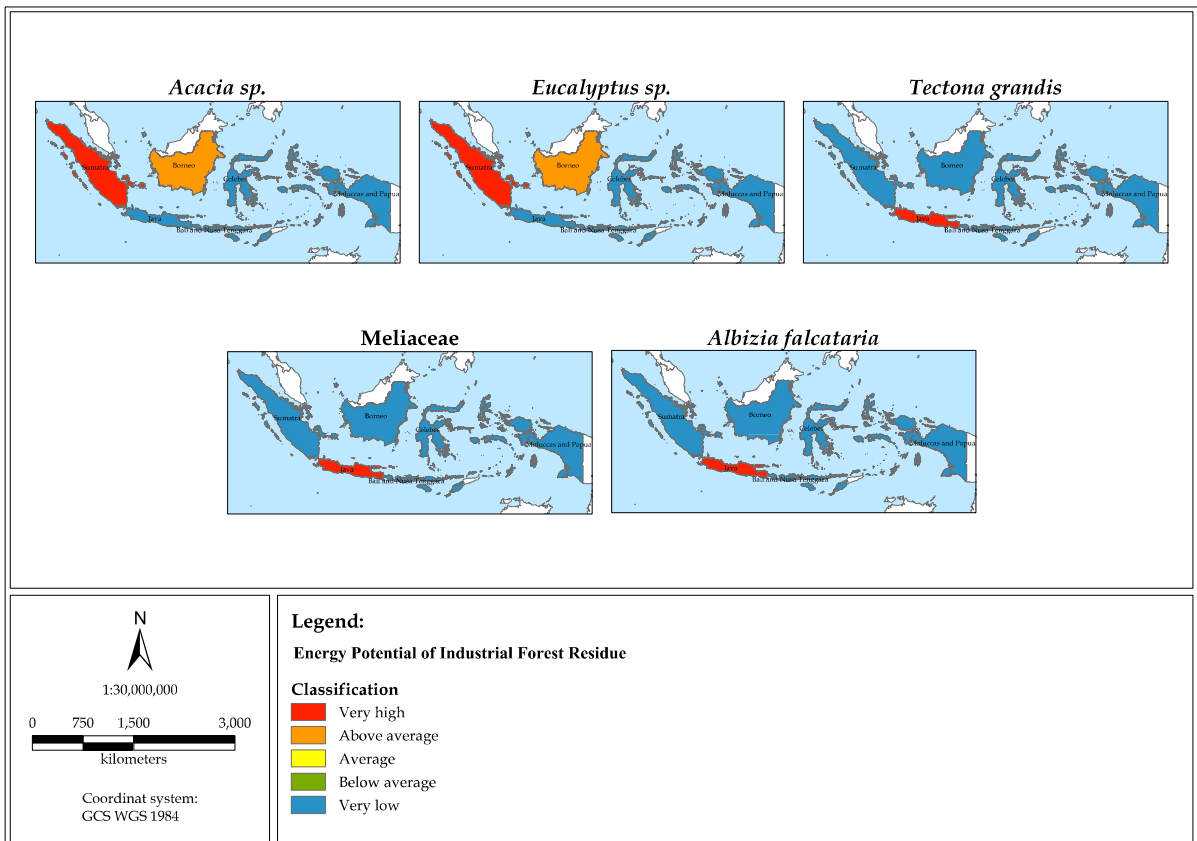 Acacia sp.
Eucalyptus sp.
Tectona grandis
Sumatra
Borneo
Celebes
Moluccas and Papua
Java
Bali and Nusa Tenggara
Sumatra
Borneo
Celebes
Moluccas and Papua
Java
Bali and Nusa Tenggara
Sumatra
Borneo
Celebes
Moluccas and Papua
Java
Bali and Nusa Tenggara
Meliaceae
Albizia falcataria
Sumatra
Borneo
Celebes
Moluccas and Papua
Java
Bali and Nusa Tenggara
Sumatra
Borneo
Celebes
Moluccas and Papua
Java
Bali and Nusa Tenggara
N
1:30,000,000
0 750 1,500 3,000
kilometers
Coordinat system:
GCS WGS 1984
Legend:
Energy Potential of Industrial Forest Residue
Classification
Very high
Above average
Average
Below average
Very low